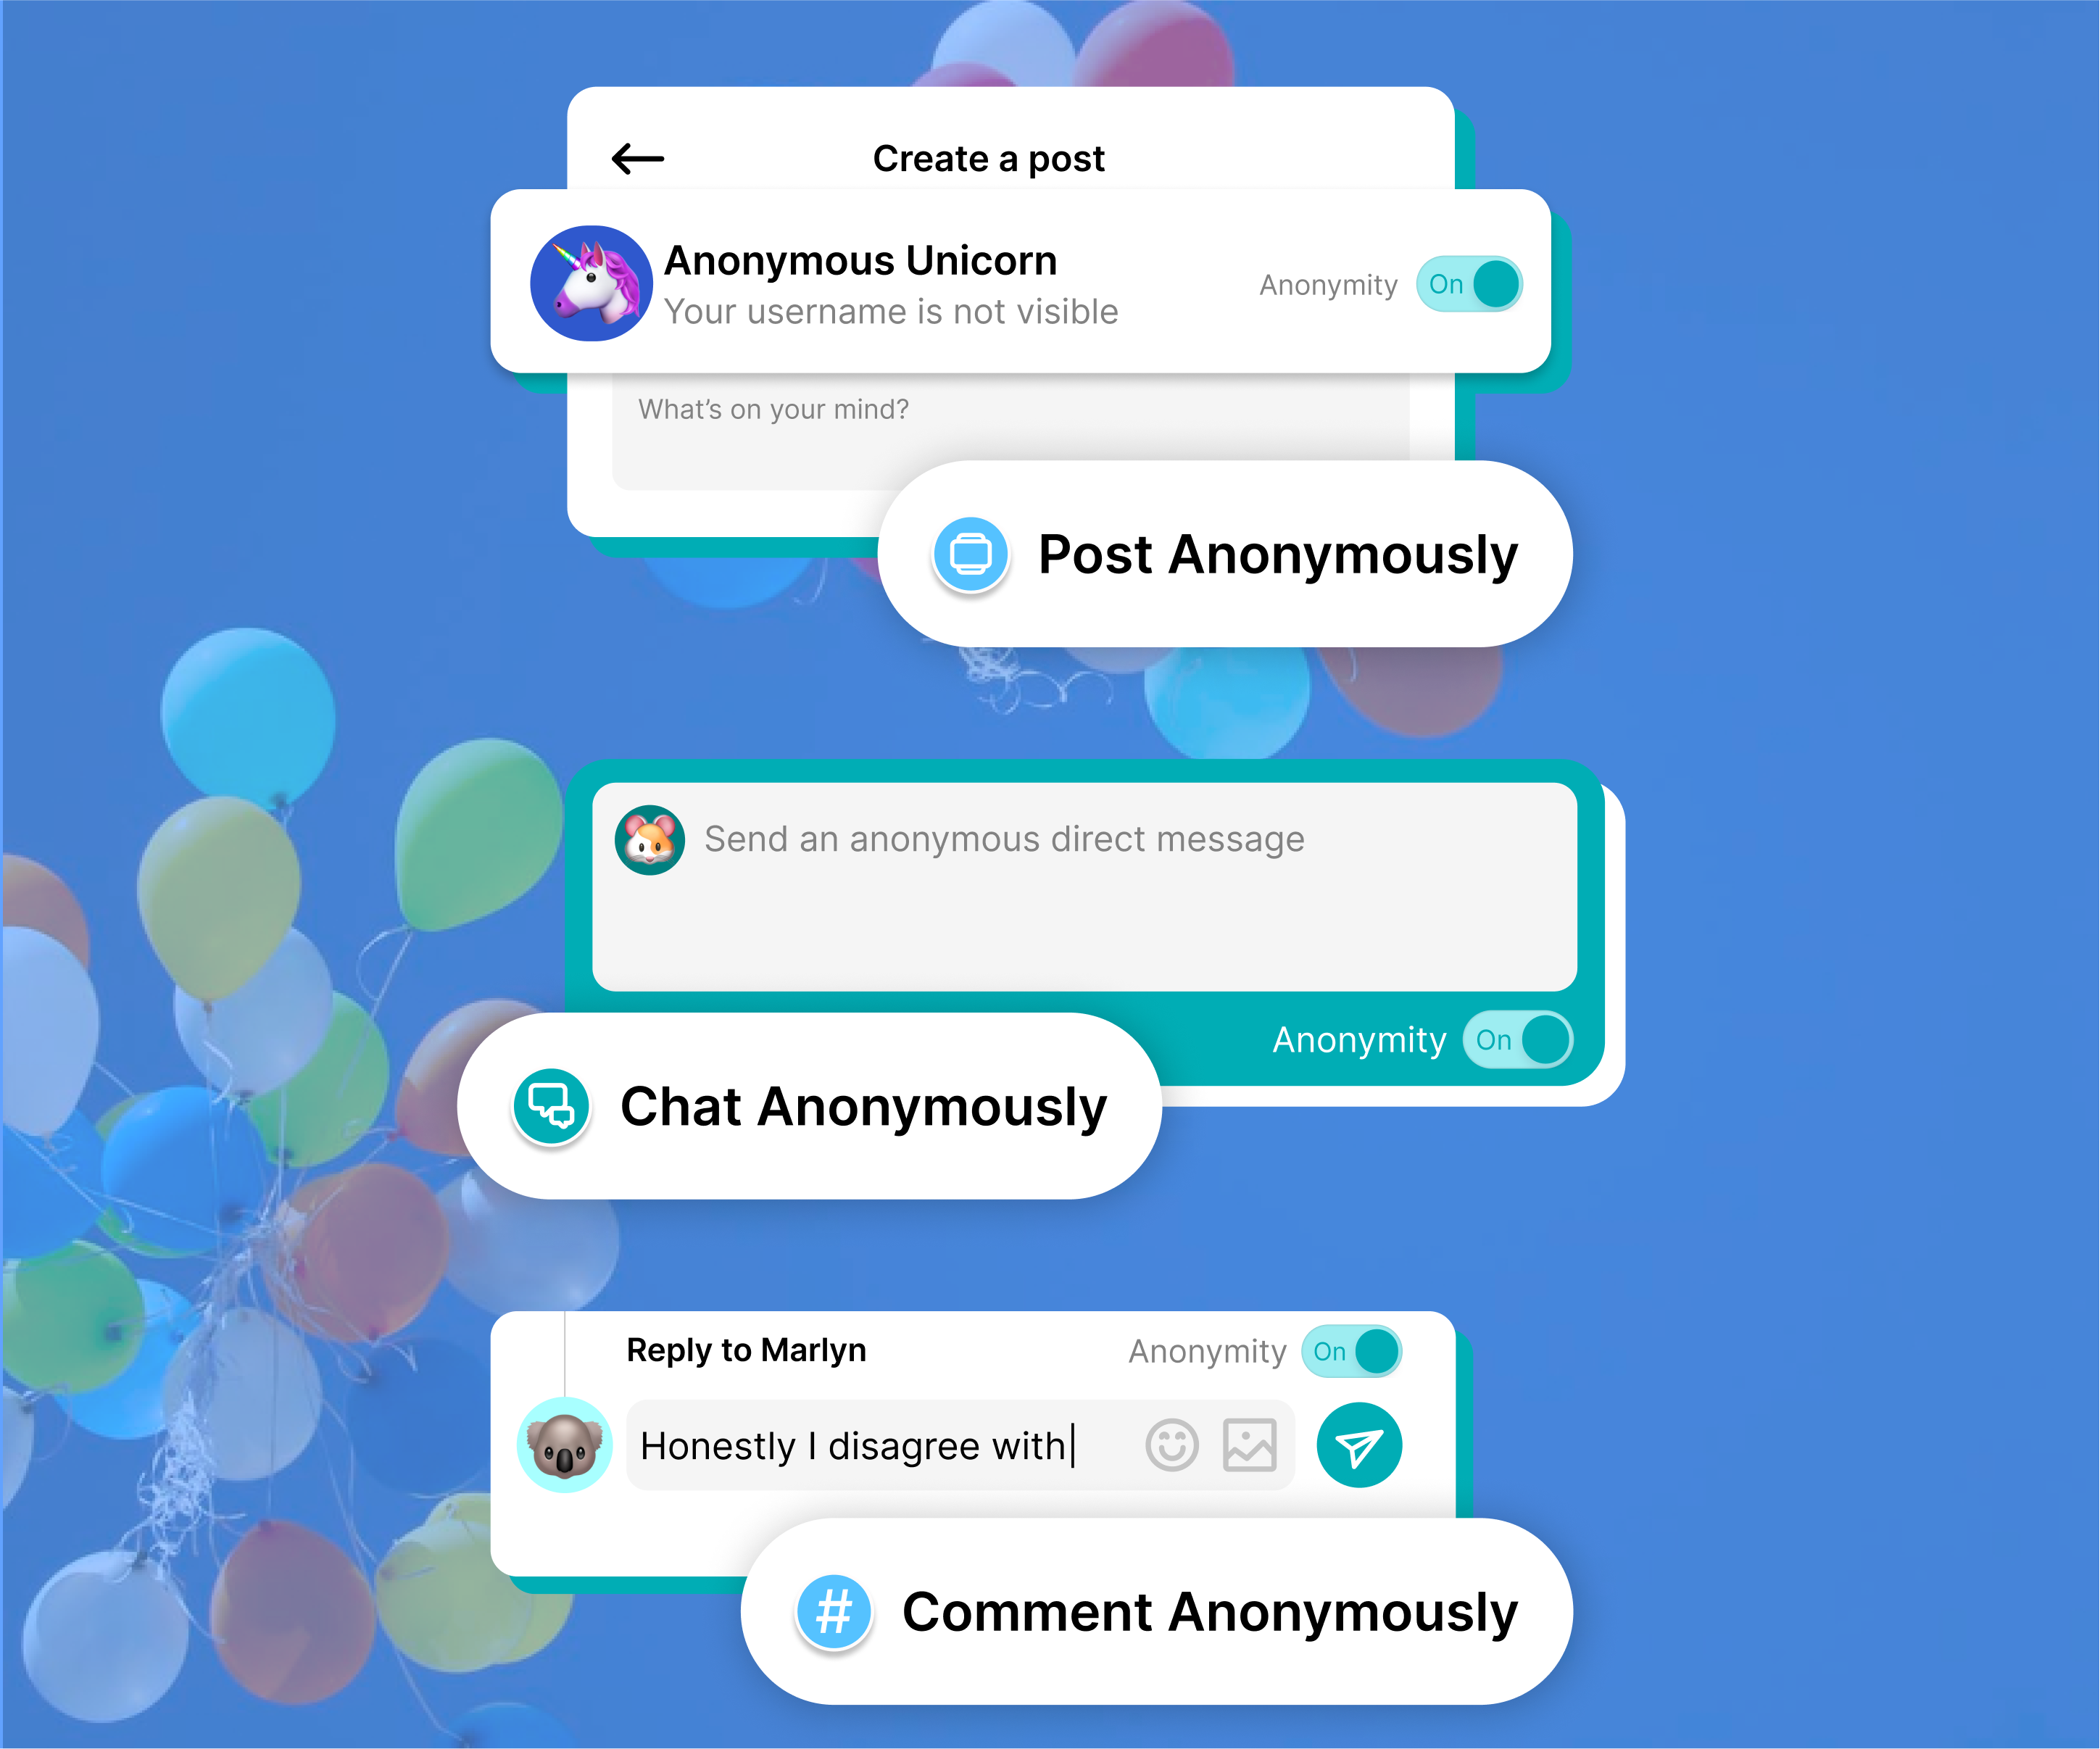 Create a post
Anonymous Unicorn
Your username is not visible
Anonymity On
What’s on your mind?
Post Anonymously
Send an anonymous direct message
Anonymity On
Chat Anonymously
Reply to Marlyn
Anonymity On
Honestly I disagree with
# Comment Anonymously